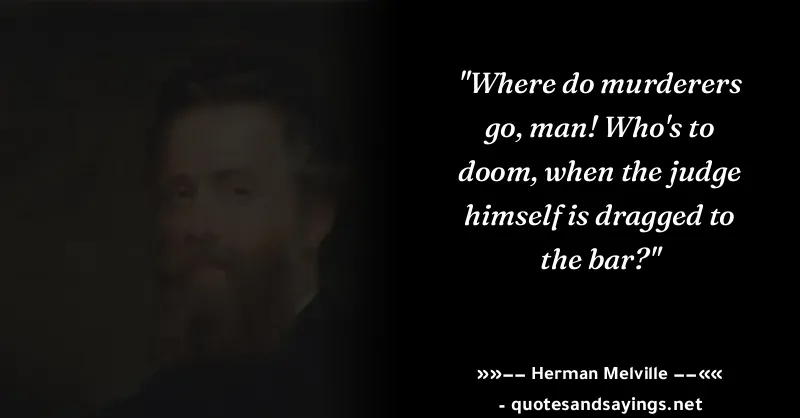 "Where do murderers
go, man! Who's to
doom, when the judge
himself is dragged to
the bar?"
»»–– Herman Melville ––««
- quotesandsayings.net